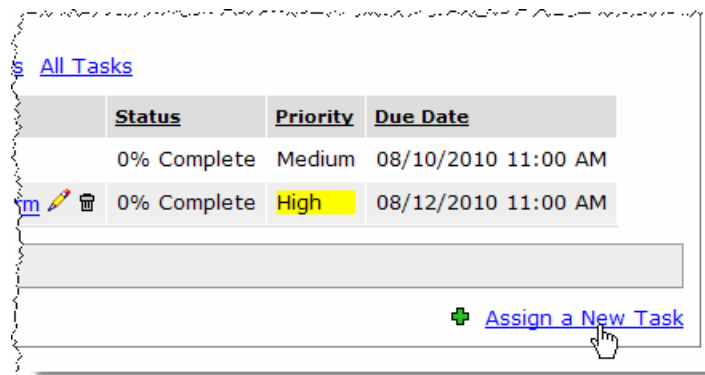 s All Tasks
Status Priority Due Date
0% Complete Medium 08/10/2010 11:00 AM
rm 0% Complete High 08/12/2010 11:00 AM
Assign a New Task